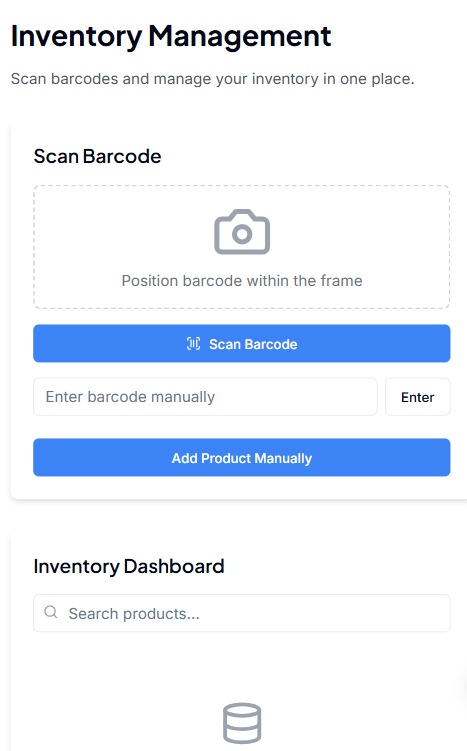 Inventory Management
Scan barcodes and manage your inventory in one place.
Scan Barcode
Position barcode within the frame
Scan Barcode
Enter barcode manually
Enter
Add Product Manually
Inventory Dashboard
Search products...